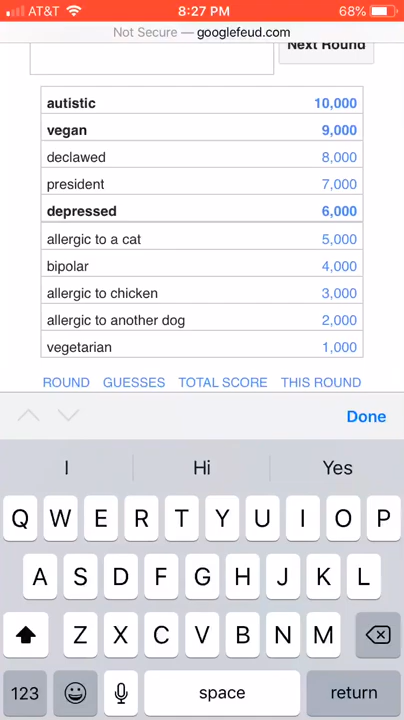 AT&T 8:27 PM 68%
Not Secure — googlefeud.com
Next Round
autistic 10,000
vegan 9,000
declawed 8,000
president 7,000
depressed 6,000
allergic to a cat 5,000
bipolar 4,000
allergic to chicken 3,000
allergic to another dog 2,000
vegetarian 1,000
ROUND GUESSES TOTAL SCORE THIS ROUND
Done
I Hi Yes
Q W E R T Y U I O P
A S D F G H J K L
Z X C V B N M
123 space return